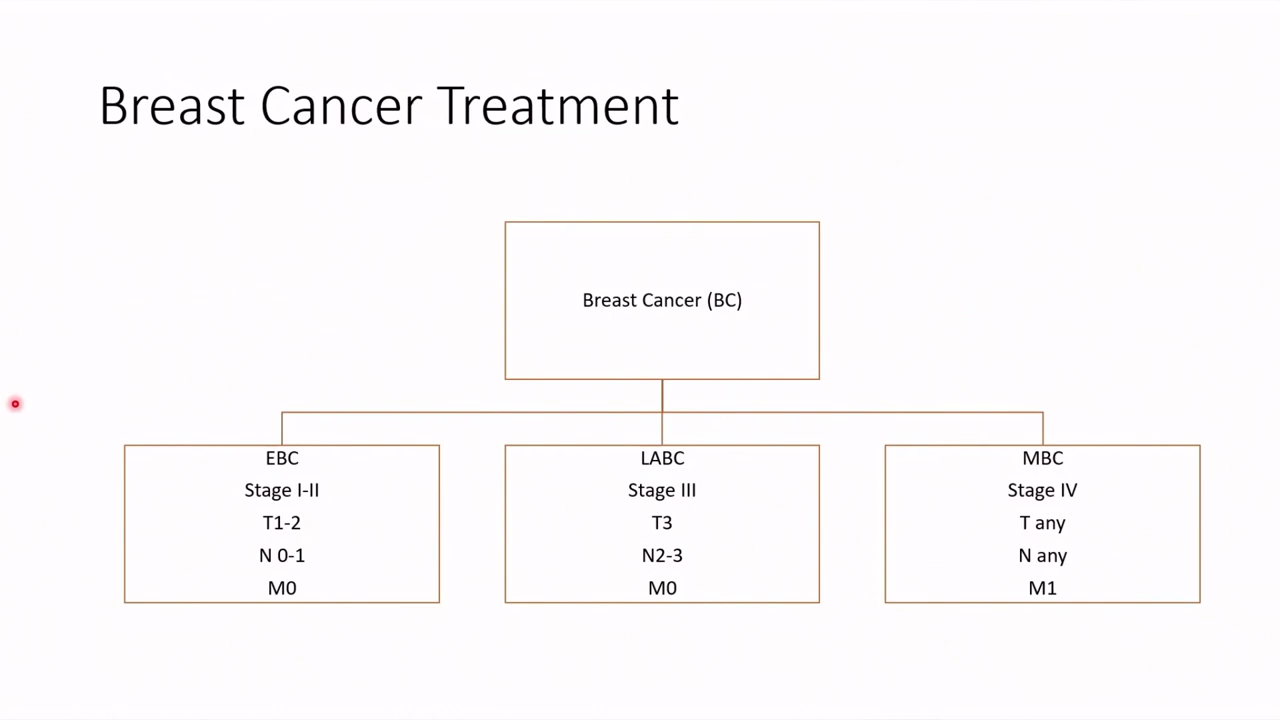 Breast Cancer Treatment
Breast Cancer (BC)
EBC
Stage I-II
T1-2
N 0-1
M0
LABC
Stage III
T3
N2-3
M0
MBC
Stage IV
T any
N any
M1